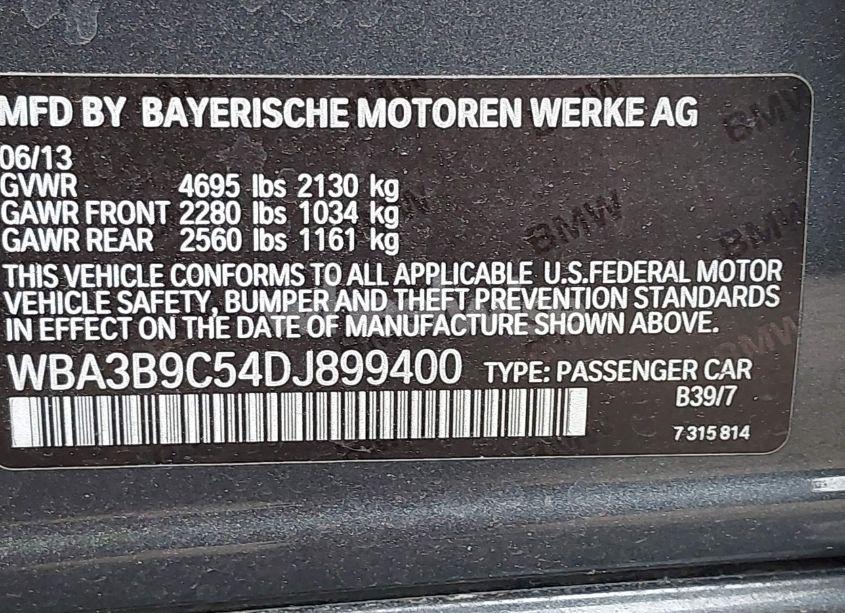 MFD BY BAYERISCHE MOTOREN WERKE AG
06/13
GVWR 4695 lbs 2130 kg
GAWR FRONT 2280 lbs 1034 kg
GAWR REAR 2560 lbs 1161 kg
THIS VEHICLE CONFORMS TO ALL APPLICABLE U.S.FEDERAL MOTOR
VEHICLE SAFETY, BUMPER AND THEFT PREVENTION STANDARDS
IN EFFECT ON THE DATE OF MANUFACTURE SHOWN ABOVE.
WBA3B9C54DJ899400 TYPE: PASSENGER CAR
B39/7
7 315 814
BMW
BMW
BMW